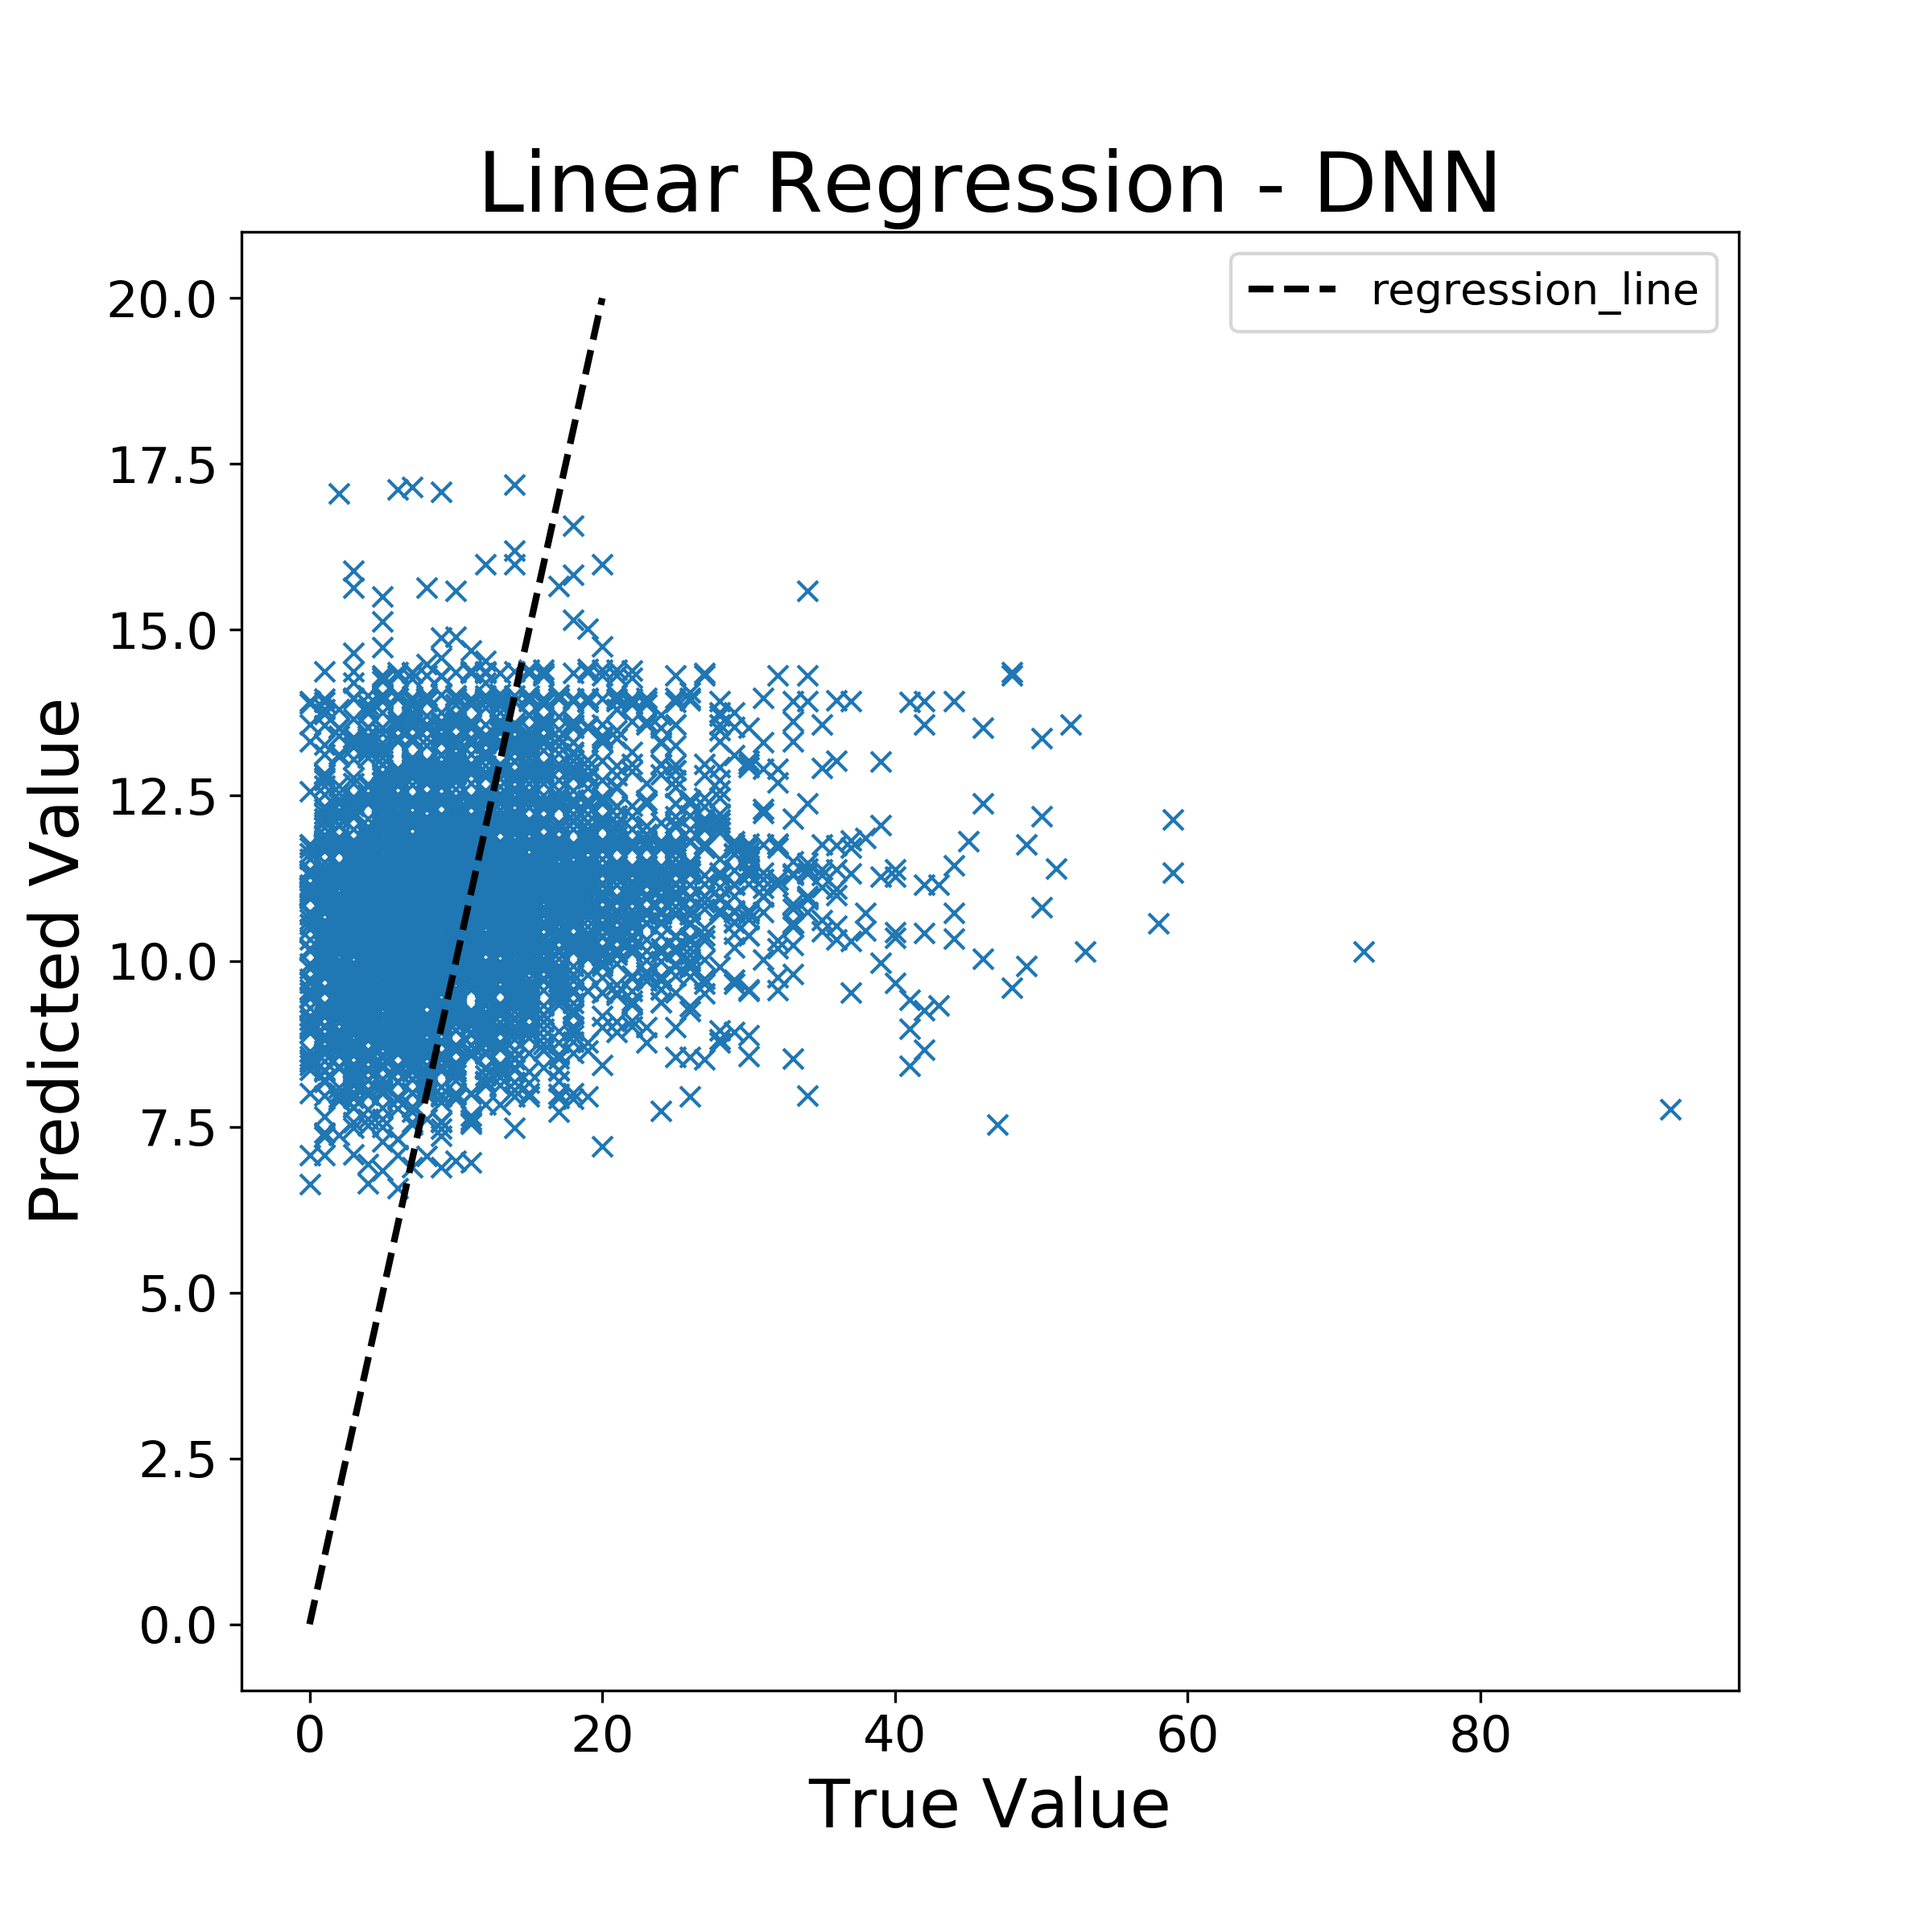 Linear Regression - DNN
regression_line
20.0
17.5
15.0
12.5
10.0
7.5
5.0
2.5
0.0
Predicted Value
0 20 40 60 80
True Value